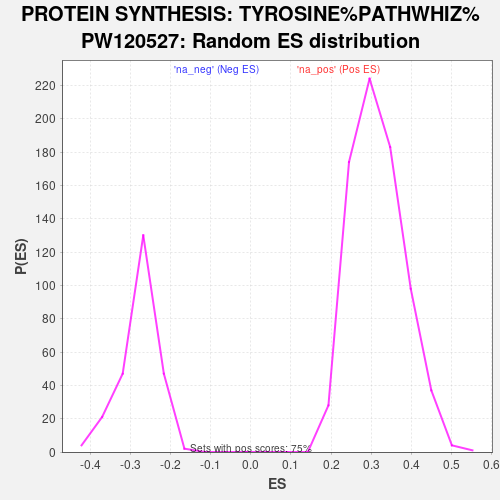 PROTEIN SYNTHESIS: TYROSINE%PATHWHIZ%
PW120527: Random ES distribution
'na_neg' (Neg ES) 'na_pos' (Pos ES)
220
200
180
160
140
120
100
80
60
40
20
0
P(ES)
Sets with pos scores: 75%
-0.4 -0.3 -0.2 -0.1 0.0 0.1 0.2 0.3 0.4 0.5 0.6
ES